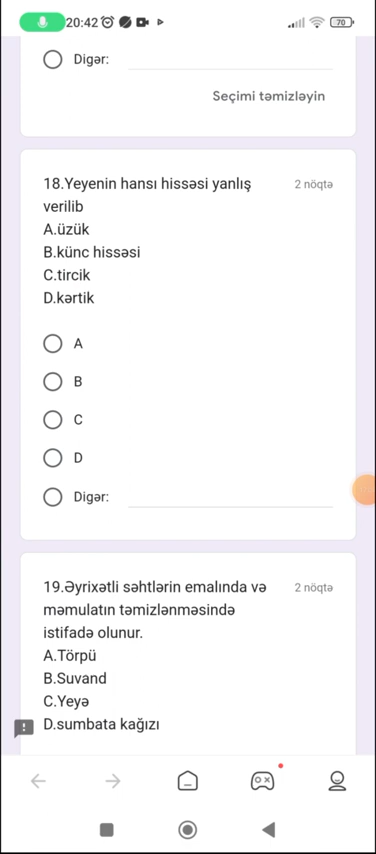 20:42
70
Digər:
Seçimi təmizləyin
18.Yeyenin hansı hissəsi yanlış
verilib
2 nöqtə
A.üzük
B.künc hissəsi
C.tircik
D.kərtik
A
B
C
D
Digər:
19.Əyrixətli səhtlərin emalında və
məmulatın təmizlənməsində
istifadə olunur.
2 nöqtə
A.Törpü
B.Suvand
C.Yeyə
D.sumbata kağızı